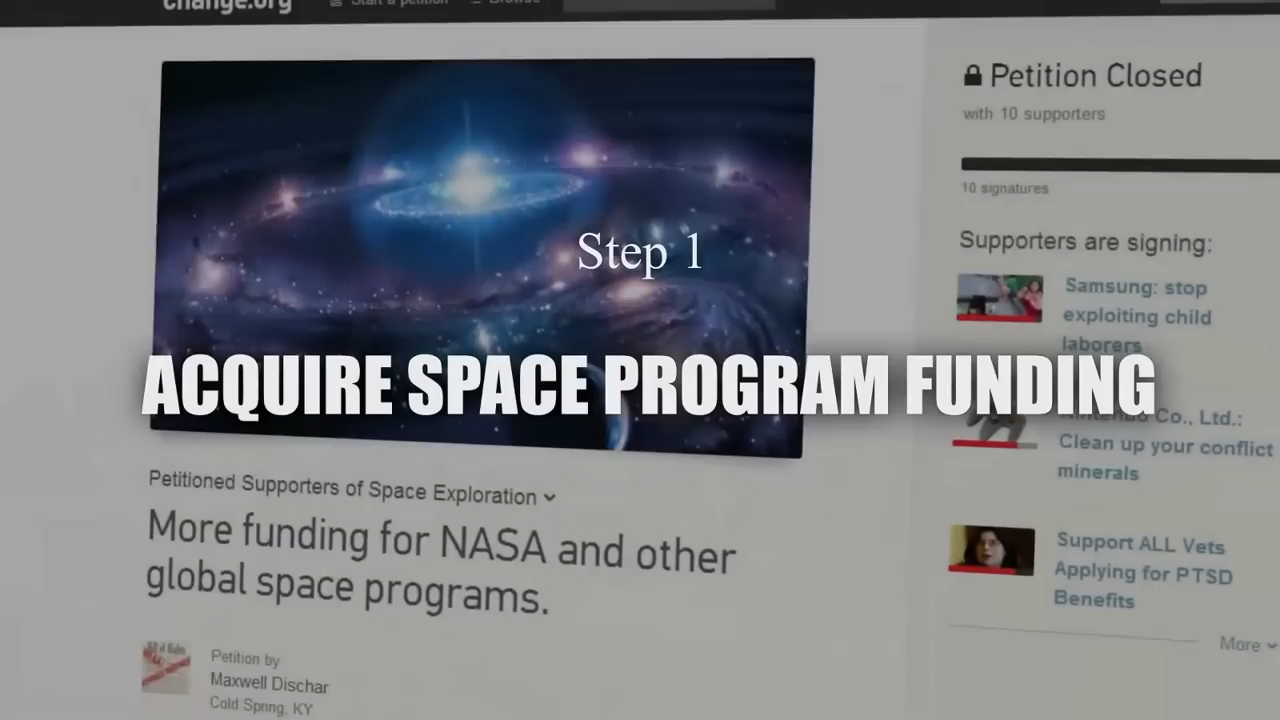 change.org
Start a petition
Browse
Petition Closed
with 10 supporters
10 signatures
Supporters are signing:
Samsung: stop
exploiting child
laborers
Nintendo Co., Ltd.:
Clean up your conflict
minerals
Support ALL Vets
Applying for PTSD
Benefits
More
Step 1
ACQUIRE SPACE PROGRAM FUNDING
Petitioned Supporters of Space Exploration
More funding for NASA and other
global space programs.
Petition by
Maxwell Dischar
Cold Spring, KY